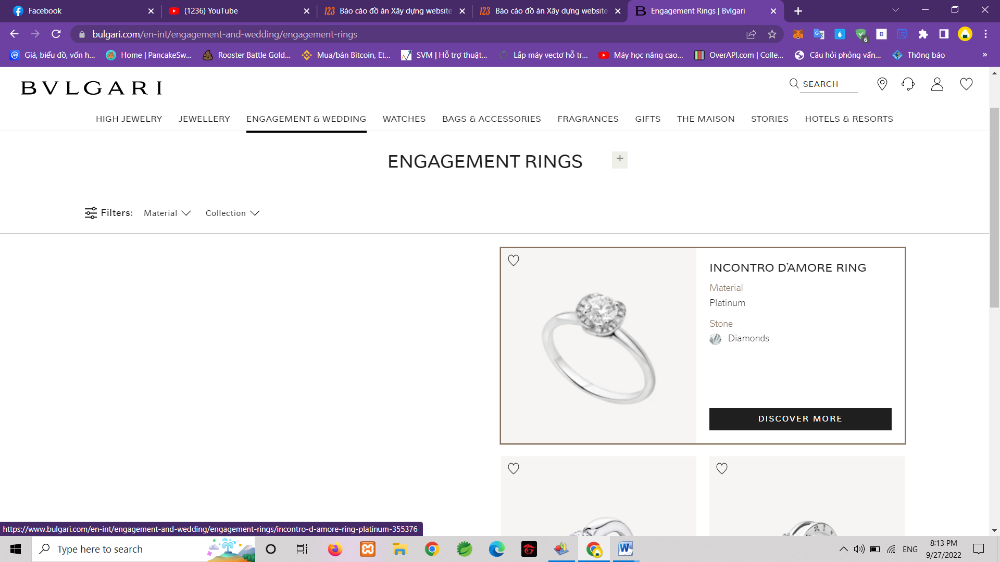 Facebook
(1236) YouTube
123 Báo cáo đồ án Xây dựng website
123 Báo cáo đồ án Xây dựng website
B Engagement Rings | Bvlgari
bulgari.com/en-int/engagement-and-wedding/engagement-rings
6
B
Giá, biểu đồ, vốn h...
Home | PancakeSw...
Rooster Battle Gold...
Mua/bán Bitcoin, Et...
SVM | Hỗ trợ thuật...
Lắp máy vectơ hỗ tr...
Máy học nâng cao...
OverAPI.com | Colle...
Câu hỏi phỏng vấn...
Thông báo
»
BVLGARI
SEARCH
HIGH JEWELRY
JEWELLERY
ENGAGEMENT & WEDDING
WATCHES
BAGS & ACCESSORIES
FRAGRANCES
GIFTS
THE MAISON
STORIES
HOTELS & RESORTS
ENGAGEMENT RINGS
+
Filters:
Material
Collection
INCONTRO D'AMORE RING
Material
Platinum
Stone
Diamonds
DISCOVER MORE
https://www.bulgari.com/en-int/engagement-and-wedding/engagement-rings/incontro-d-amore-ring-platinum-355376
Type here to search
ENG
8:13 PM
9/27/2022